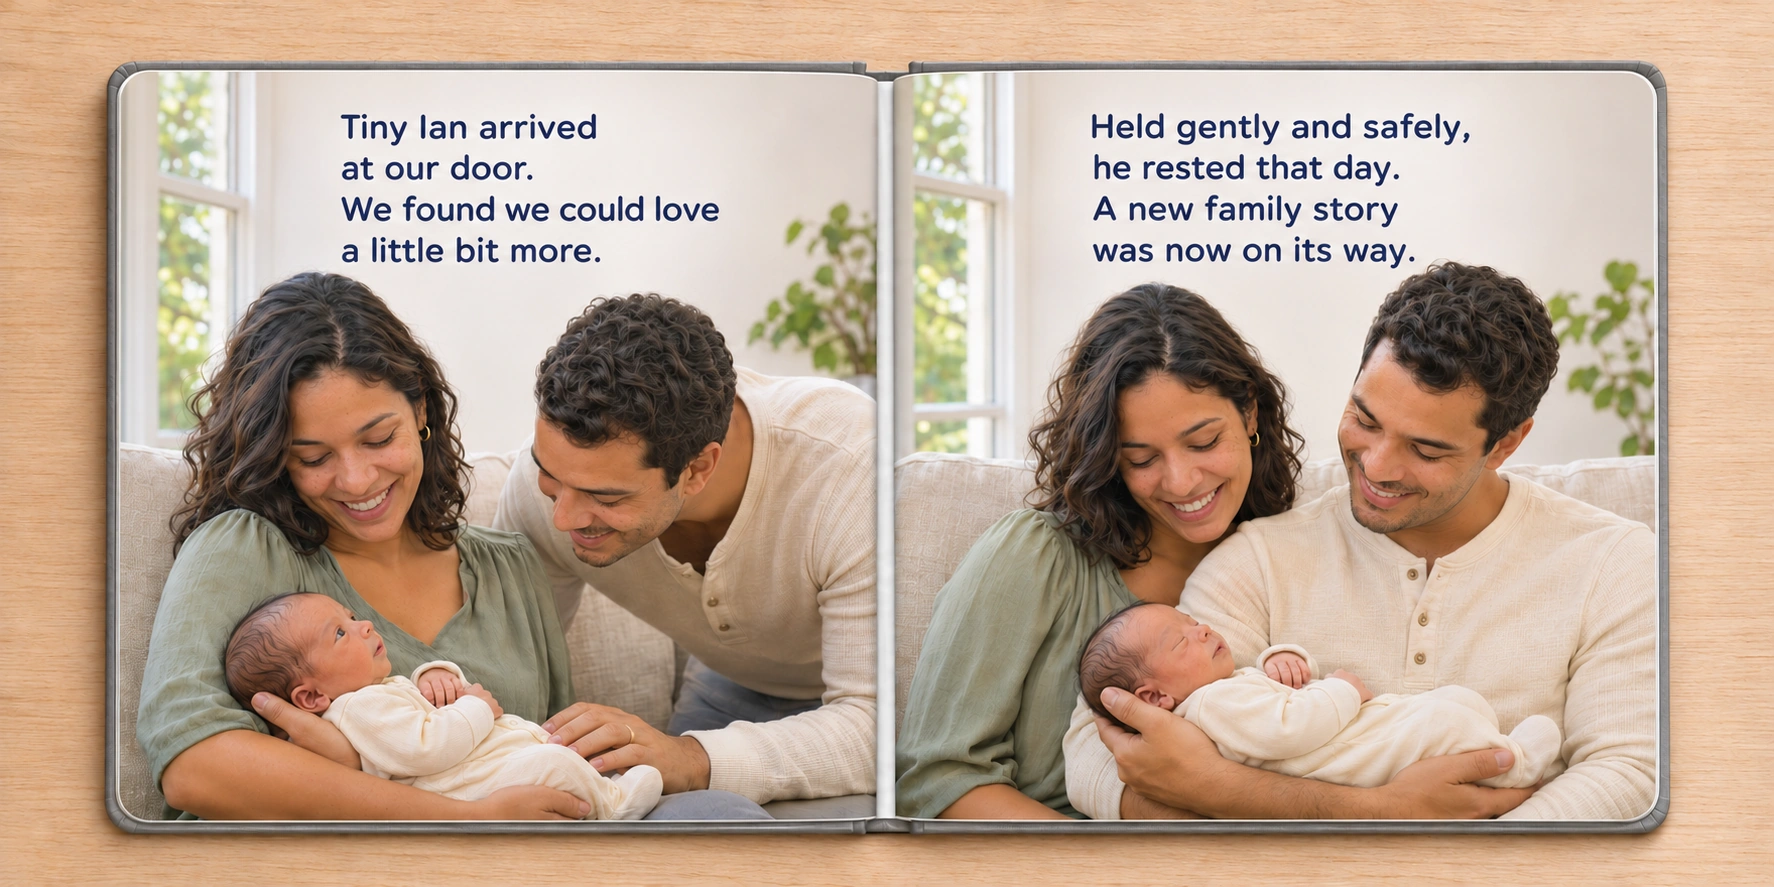 Tiny Ian arrived
at our door.
We found we could love
a little bit more.
Held gently and safely,
he rested that day.
A new family story
was now on its way.